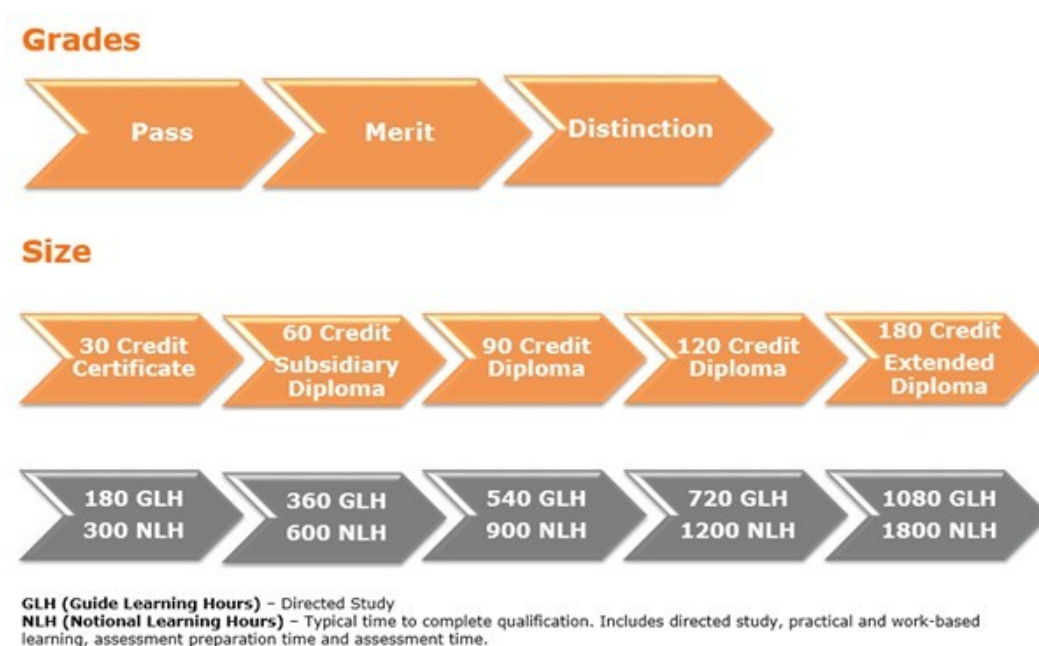 Grades
Pass
Merit
Distinction
Size
30 Credit
Certificate
60 Credit
Subsidiary
Diploma
90 Credit
Diploma
120 Credit
Diploma
180 Credit
Extended
Diploma
180 GLH
300 NLH
360 GLH
600 NLH
540 GLH
900 NLH
720 GLH
1200 NLH
1080 GLH
1800 NLH
GLH (Guide Learning Hours) – Directed Study
NLH (Notional Learning Hours) – Typical time to complete qualification. Includes directed study, practical and work-based
learning, assessment preparation time and assessment time.